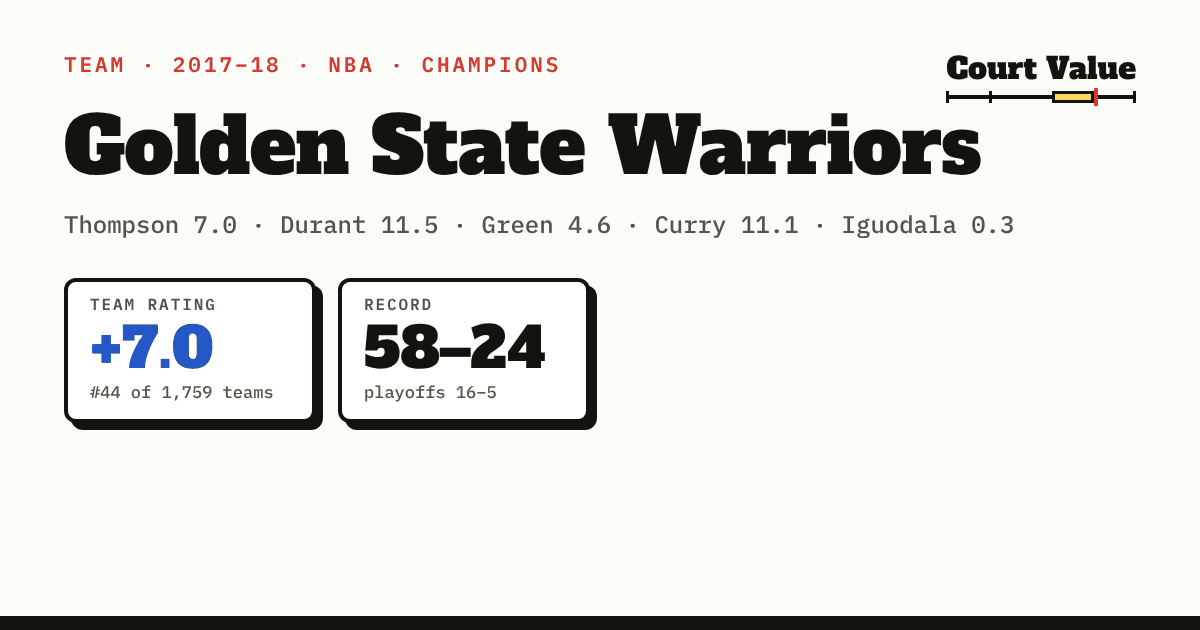 TEAM · 2017–18 · NBA · CHAMPIONS
Court Value
Golden State Warriors
Thompson 7.0 · Durant 11.5 · Green 4.6 · Curry 11.1 · Iguodala 0.3
TEAM RATING
+7.0
#44 of 1,759 teams
RECORD
58–24
playoffs 16–5